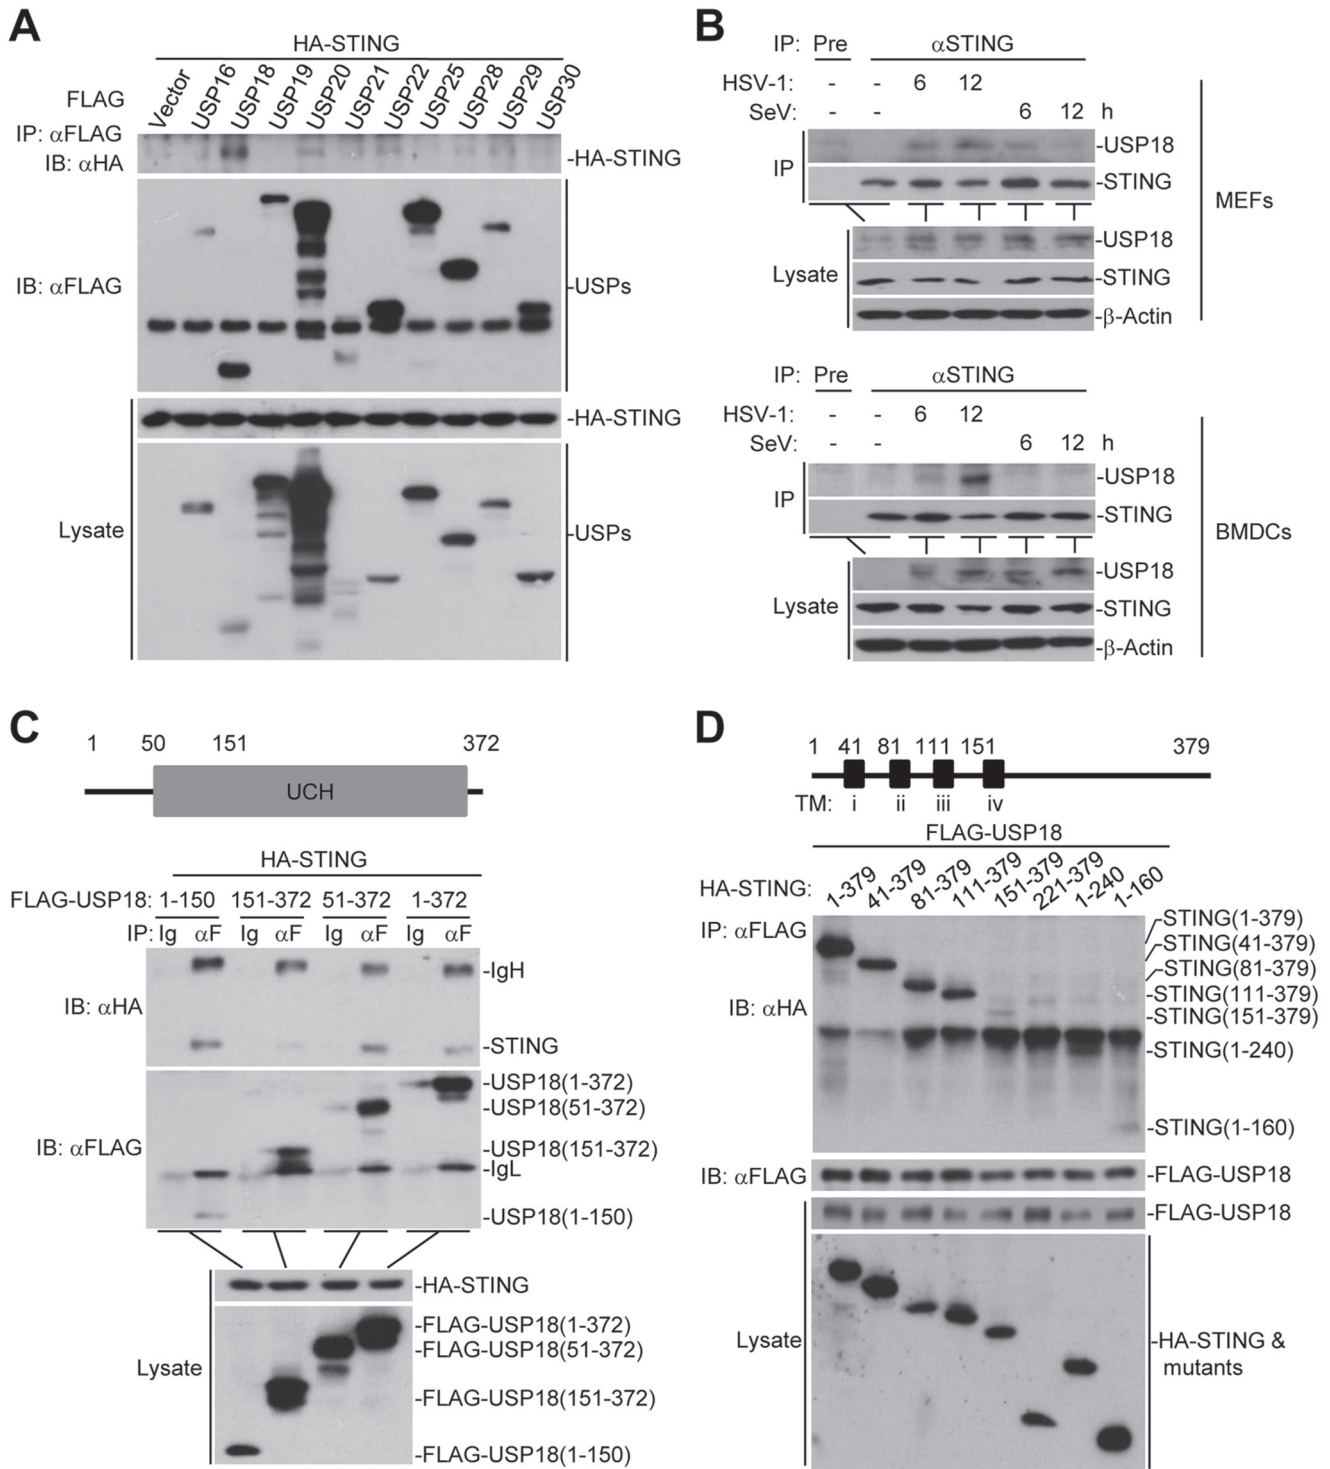 A
HA-STING
FLAG
Vector
USP16
USP18
USP19
USP20
USP21
USP22
USP25
USP28
USP29
USP30
IP: αFLAG
IB: αHA
-HA-STING
IB: αFLAG
-USPs
-HA-STING
Lysate
-USPs
B
IP: Pre αSTING
HSV-1: - - 6 12
SeV: - - 6 12 h
IP
-USP18
-STING
MEFs
Lysate
-USP18
-STING
-β-Actin
IP: Pre αSTING
HSV-1: - - 6 12
SeV: - - 6 12 h
IP
-USP18
-STING
BMDCs
Lysate
-USP18
-STING
-β-Actin
C
1 50 151 372
UCH
HA-STING
FLAG-USP18: 1-150 151-372 51-372 1-372
IP: Ig αF Ig αF Ig αF Ig αF
-IgH
IB: αHA
-STING
-USP18(1-372)
-USP18(51-372)
IB: αFLAG
-USP18(151-372)
-IgL
-USP18(1-150)
-HA-STING
-FLAG-USP18(1-372)
-FLAG-USP18(51-372)
Lysate
-FLAG-USP18(151-372)
-FLAG-USP18(1-150)
D
1 41 81 111 151 379
TM: i ii iii iv
FLAG-USP18
HA-STING: 1-379 41-379 81-379 111-379 151-379 221-379 1-240 1-160
IP: αFLAG
STING(1-379)
STING(41-379)
STING(81-379)
IB: αHA
-STING(111-379)
-STING(151-379)
-STING(1-240)
-STING(1-160)
IB: αFLAG
-FLAG-USP18
-FLAG-USP18
Lysate
-HA-STING &
mutants